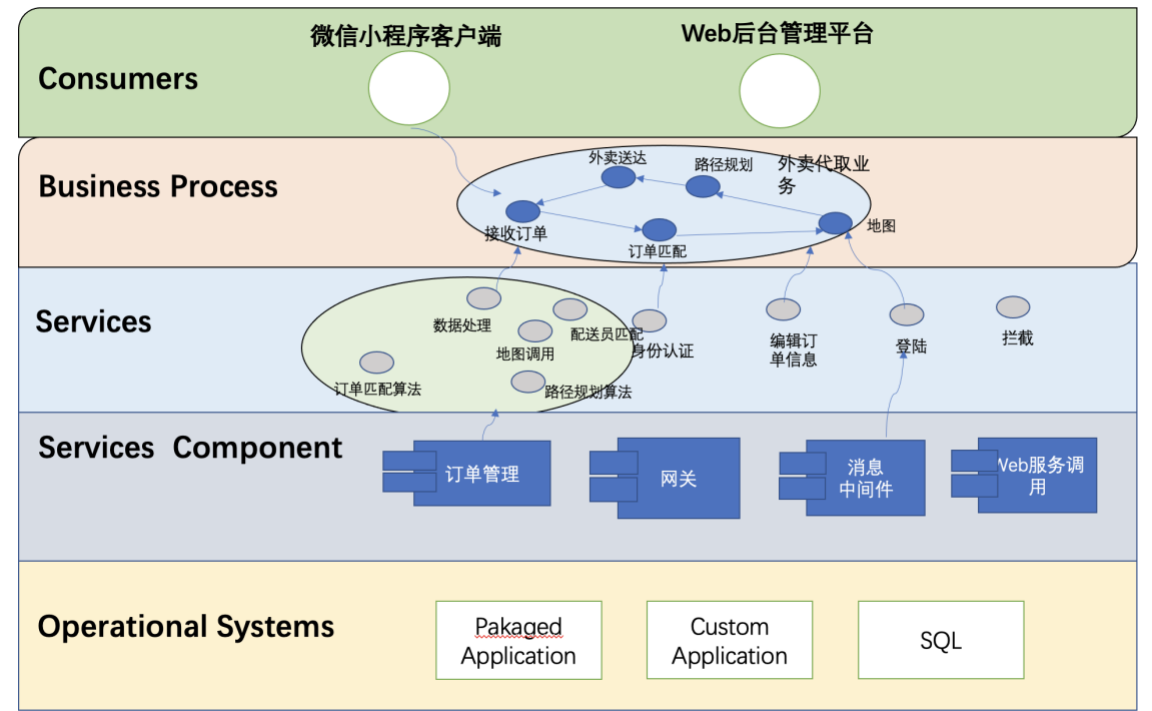 微信小程序客户端
Web后台管理平台
Consumers
Business Process
外卖送达
路径规划
外卖代取业
务
接收订单
订单匹配
地图
Services
数据处理
配送员匹配
地图调用
身份认证
编辑订
单信息
登陆
拦截
订单匹配算法
路径规划算法
Services Component
订单管理
网关
消息
中间件
Web服务调
用
Operational Systems
Pakaged
Application
Custom
Application
SQL